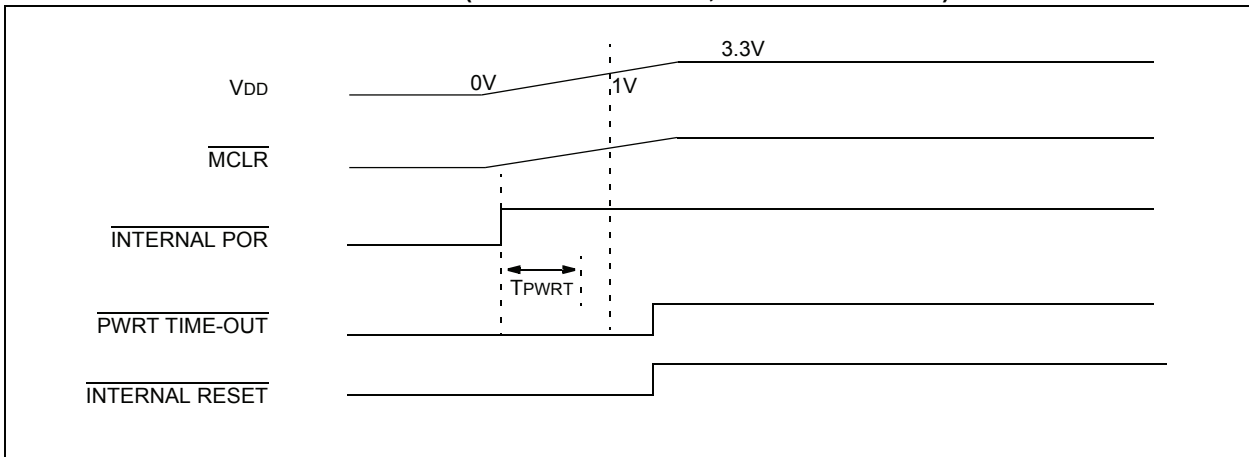 3.3V
VDD
0V
1V
MCLR
INTERNAL POR
TPWRT
PWRT TIME-OUT
INTERNAL RESET